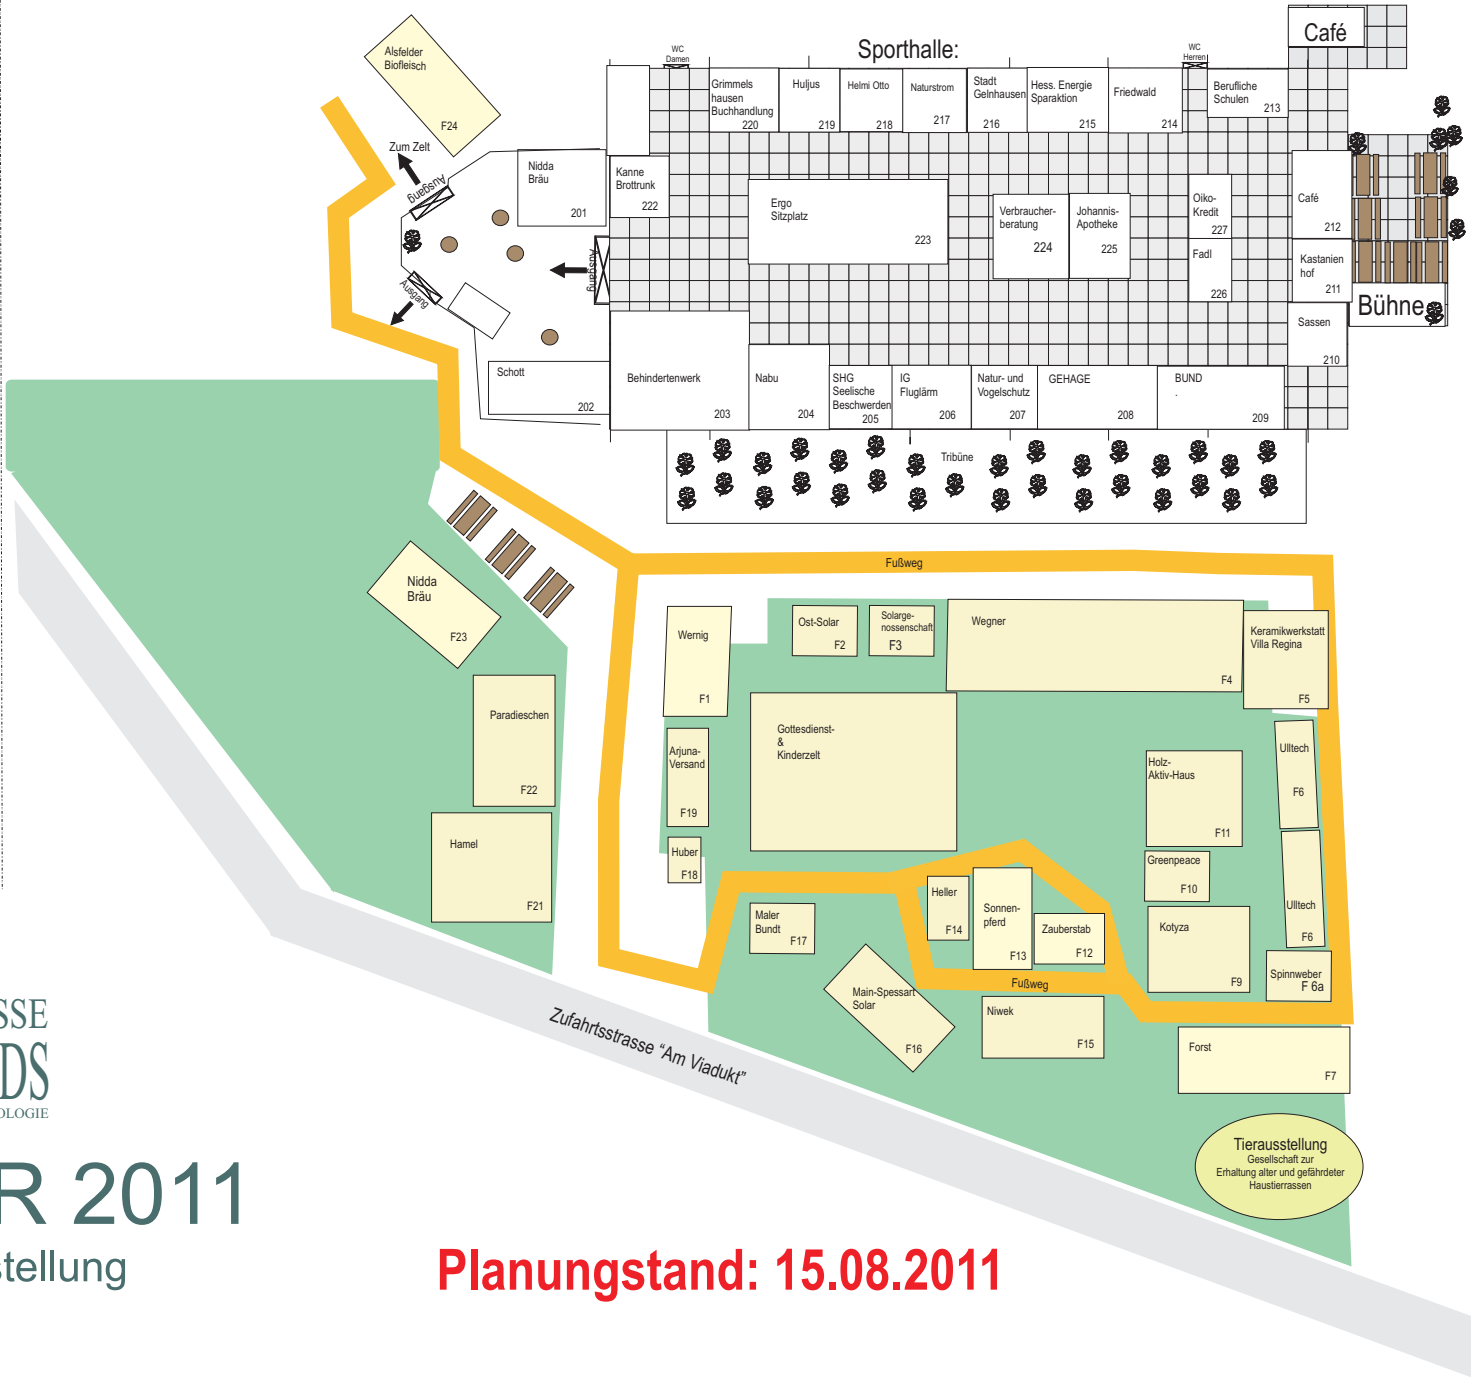 Café
Sporthalle:
WC
Damen
WC
Herren
Alsfelder
Biofleisch
F24
Zum Zelt
Ausgang
Ausgang
Ausgang
Nidda
Bräu
201
Kanne
Brottrunk
222
Grimmels
hausen
Buchhandlung
220
Huljus
219
Helmi Otto
218
Naturstrom
217
Stadt
Gelnhausen
216
Hess. Energie
Sparaktion
215
Friedwald
214
Berufliche
Schulen
213
Ergo
Sitzplatz
223
Verbraucher-
beratung
224
Johannis-
Apotheke
225
Oiko-
Kredit
227
Fadl
226
Café
212
Kastanien
hof
211
Bühne
Sassen
210
Schott
202
Behindertenwerk
203
Nabu
204
SHG
Seelische
Beschwerden
205
IG
Fluglärm
206
Natur- und
Vogelschutz
207
GEHAGE
208
BUND
.
209
Tribüne
Fußweg
Nidda
Bräu
F23
Paradieschen
F22
Hamel
F21
Wernig
F1
Ost-Solar
F2
Solarge-
nossenschaft
F3
Wegner
F4
Keramikwerkstatt
Villa Regina
F5
Arjuna-
Versand
F19
Gottesdienst-
&
Kinderzelt
Holz-
Aktiv-Haus
F11
Ulltech
F6
Huber
F18
Greenpeace
F10
Ulltech
F6
Maler
Bundt
F17
Heller
F14
Sonnen-
pferd
F13
Zauberstab
F12
Kotyza
F9
Spinnweber
F 6a
Fußweg
Main-Spessart
Solar
F16
Niwek
F15
Forst
F7
Zufahrtsstrasse “Am Viadukt”
Tierausstellung
Gesellschaft zur
Erhaltung alter und gefährdeter
Haustierrassen
SSE
DS
OLOGIE
R 2011
stellung
Planungstand: 15.08.2011